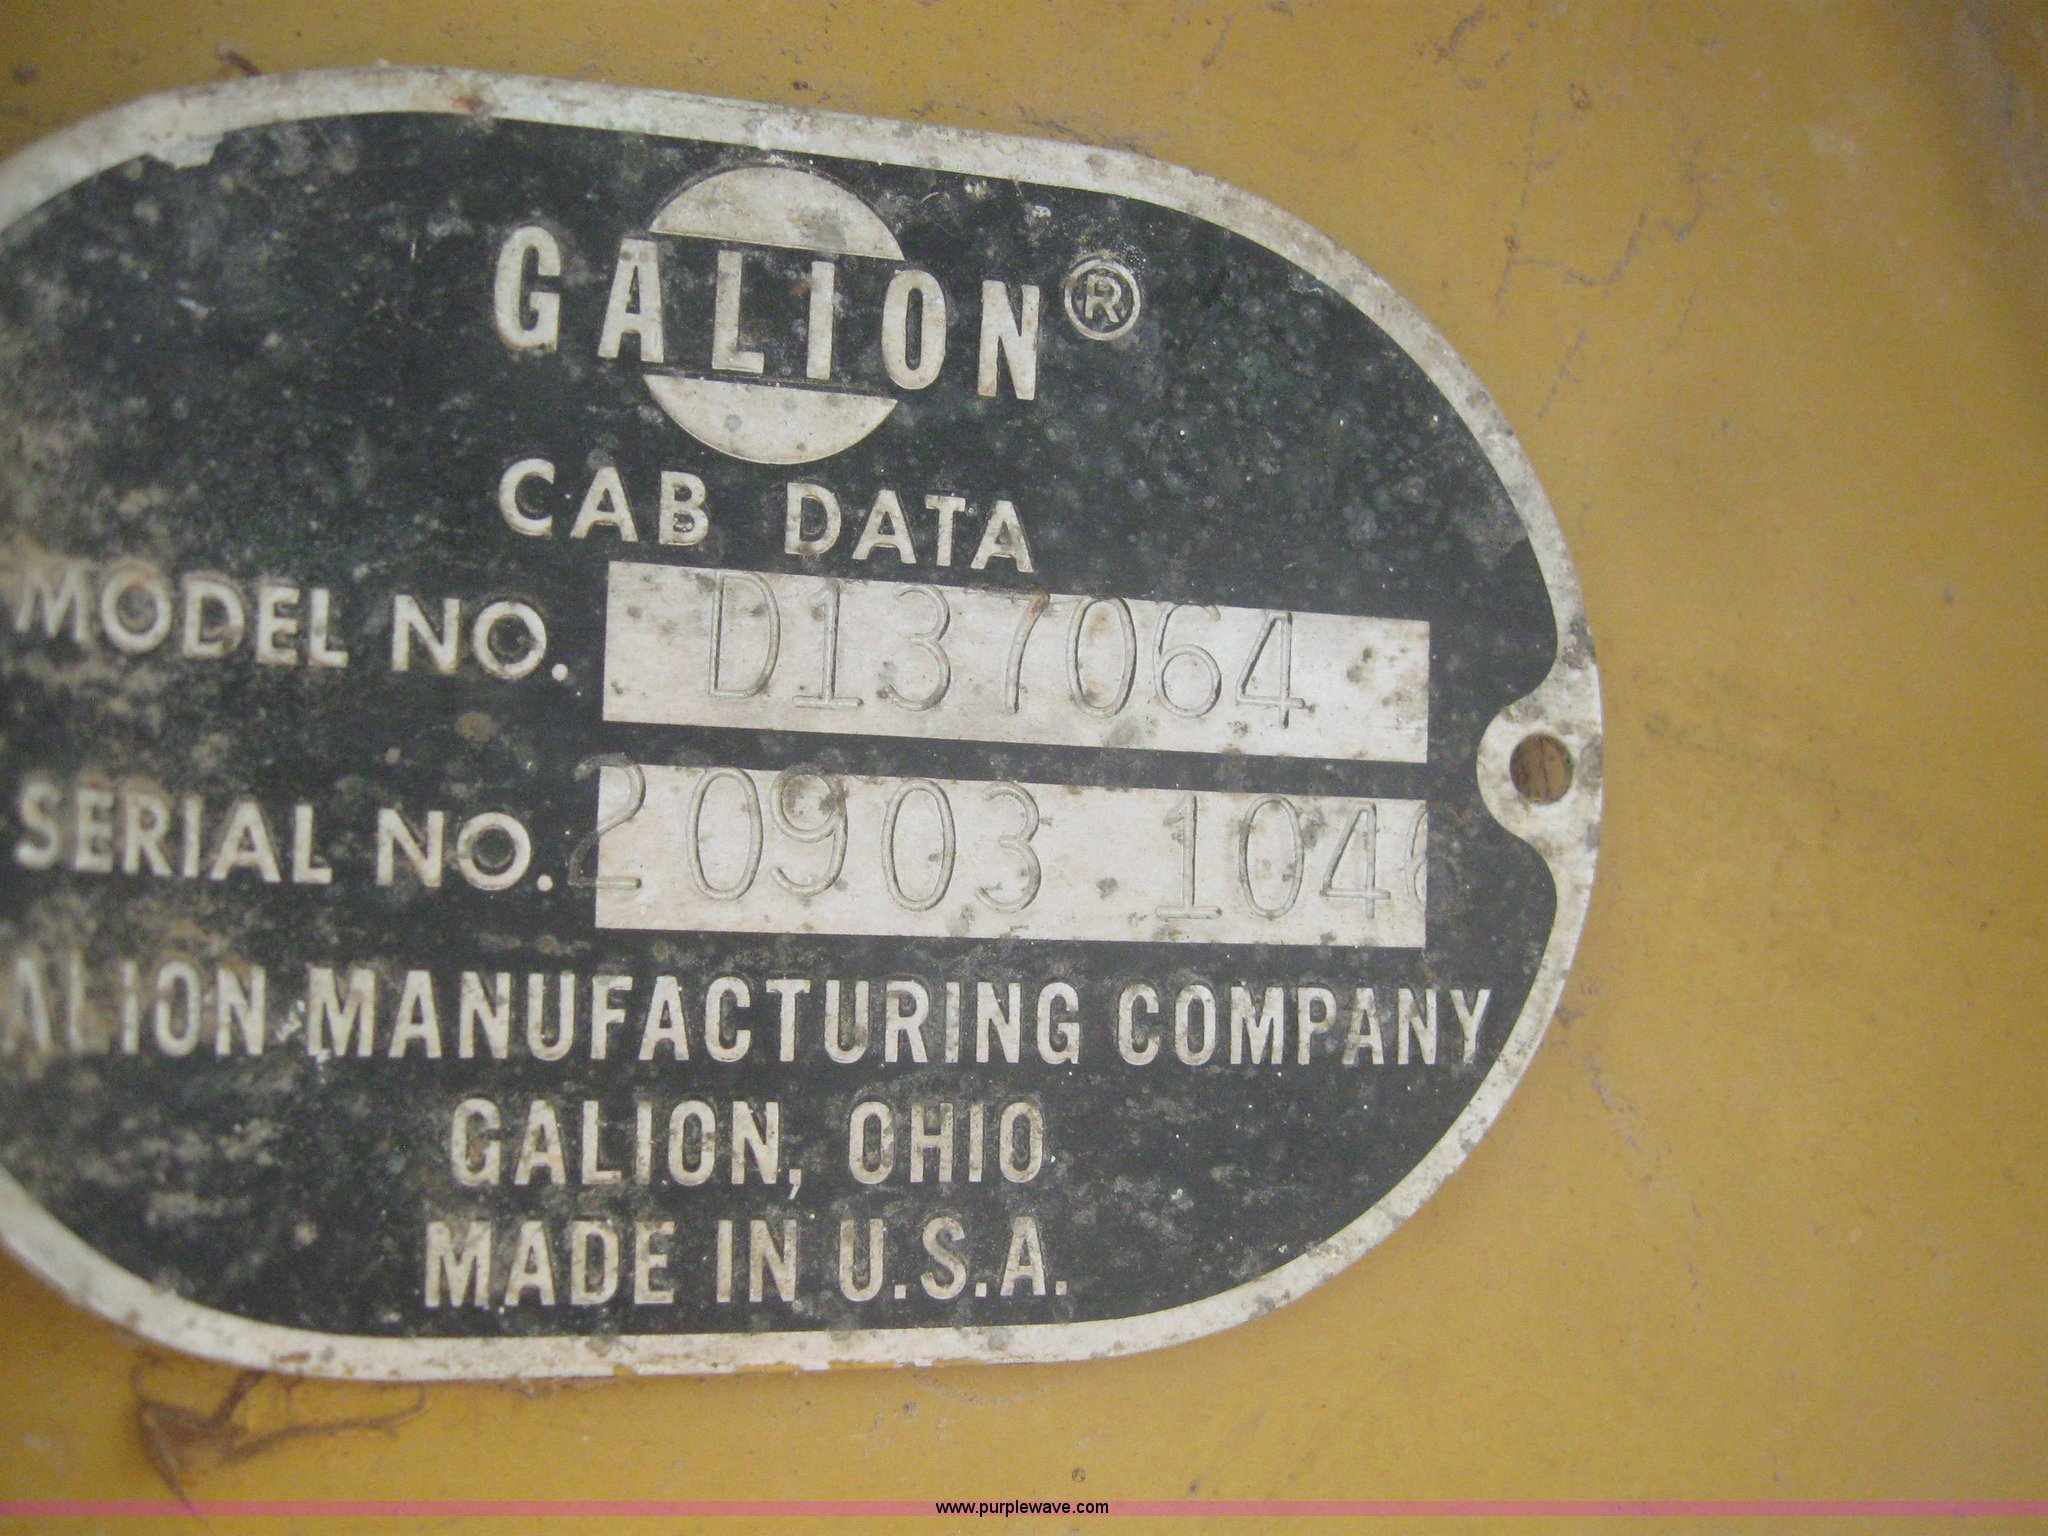 GALION®
CAB DATA
MODEL NO. D137064
SERIAL NO. 20903 1046
ALION MANUFACTURING COMPANY
GALION, OHIO
MADE IN U.S.A.
www.purplewave.com